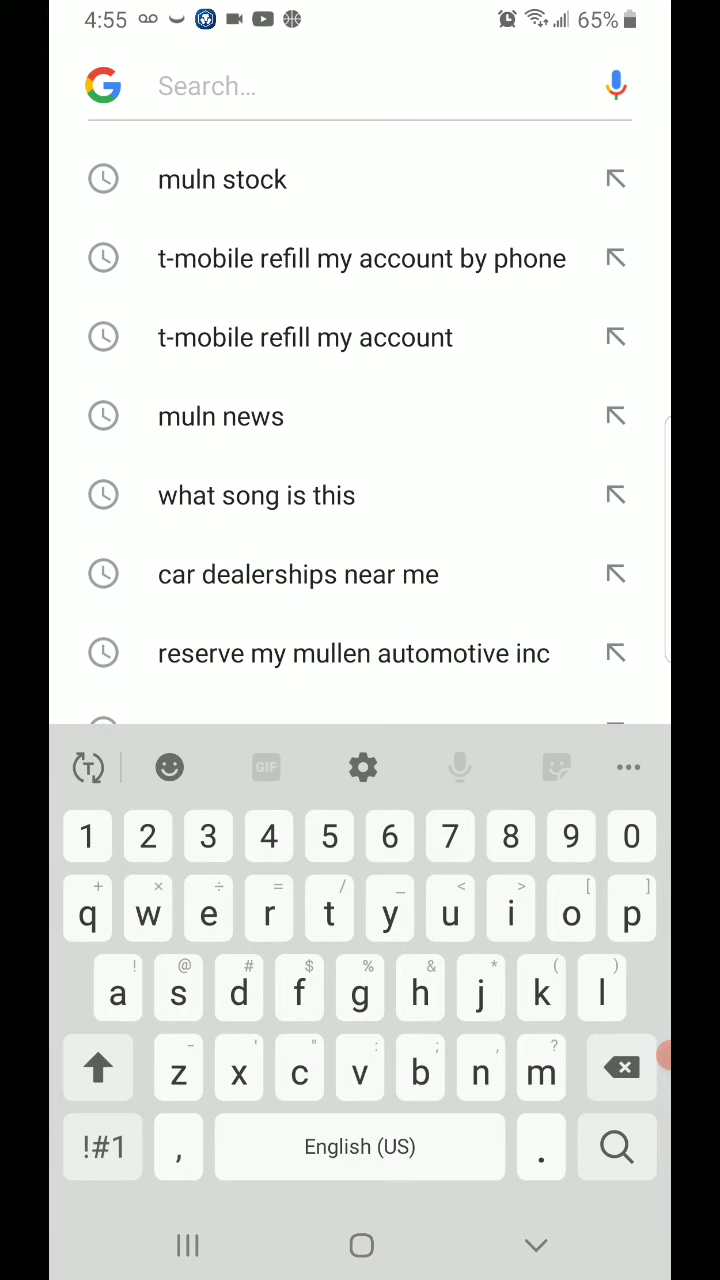 4:55 65%
Search...
muln stock
t-mobile refill my account by phone
t-mobile refill my account
muln news
what song is this
car dealerships near me
reserve my mullen automotive inc
T GIF
1 2 3 4 5 6 7 8 9 0
+ × ÷ = / _ < > [ ]
q w e r t y u i o p
! @ # $ % & * ( )
a s d f g h j k l
- ' " : ; , ?
z x c v b n m
!#1 , English (US) .